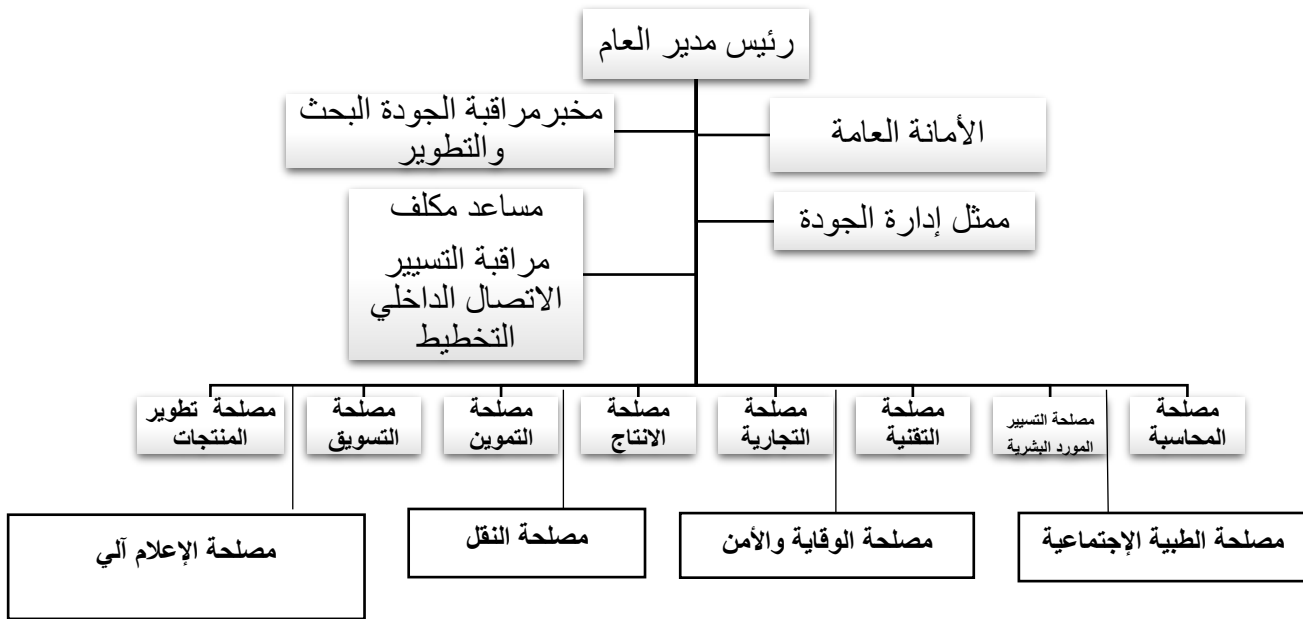 رئيس مدير العام
الأمانة العامة
مخبرمراقبة الجودة البحث
والتطوير
ممثل إدارة الجودة
مساعد مكلف
مراقبة التسيير
الاتصال الداخلي
التخطيط
مصلحة
المحاسبة
مصلحة التسيير
المورد البشرية
مصلحة
التقنية
مصلحة
التجارية
مصلحة
الانتاج
مصلحة
التموين
مصلحة
التسويق
مصلحة تطوير
المنتجات
مصلحة الطبية الإجتماعية
مصلحة الوقاية والأمن
مصلحة النقل
مصلحة الإعلام آلي